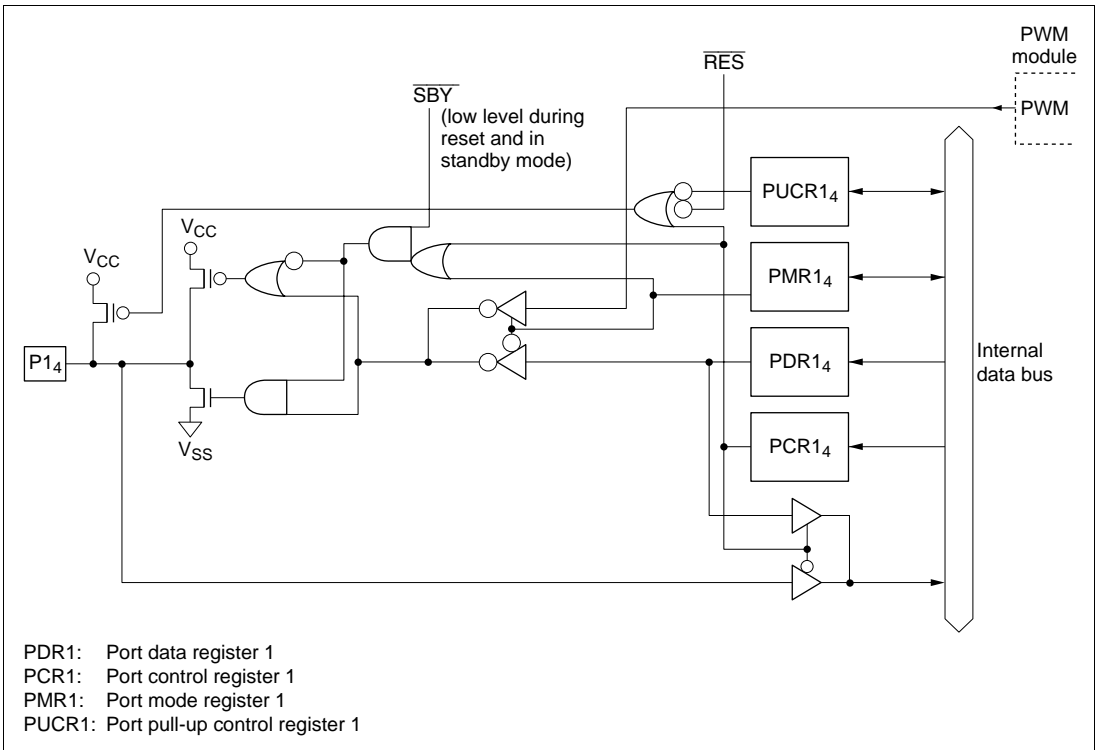 PWM
module
RES
SBY
(low level during
reset and in
standby mode)
PWM
PUCR1₄
VCC
VCC
PMR1₄
P1₄
PDR1₄
Internal
data bus
PCR1₄
VSS
PDR1: Port data register 1
PCR1: Port control register 1
PMR1: Port mode register 1
PUCR1: Port pull-up control register 1